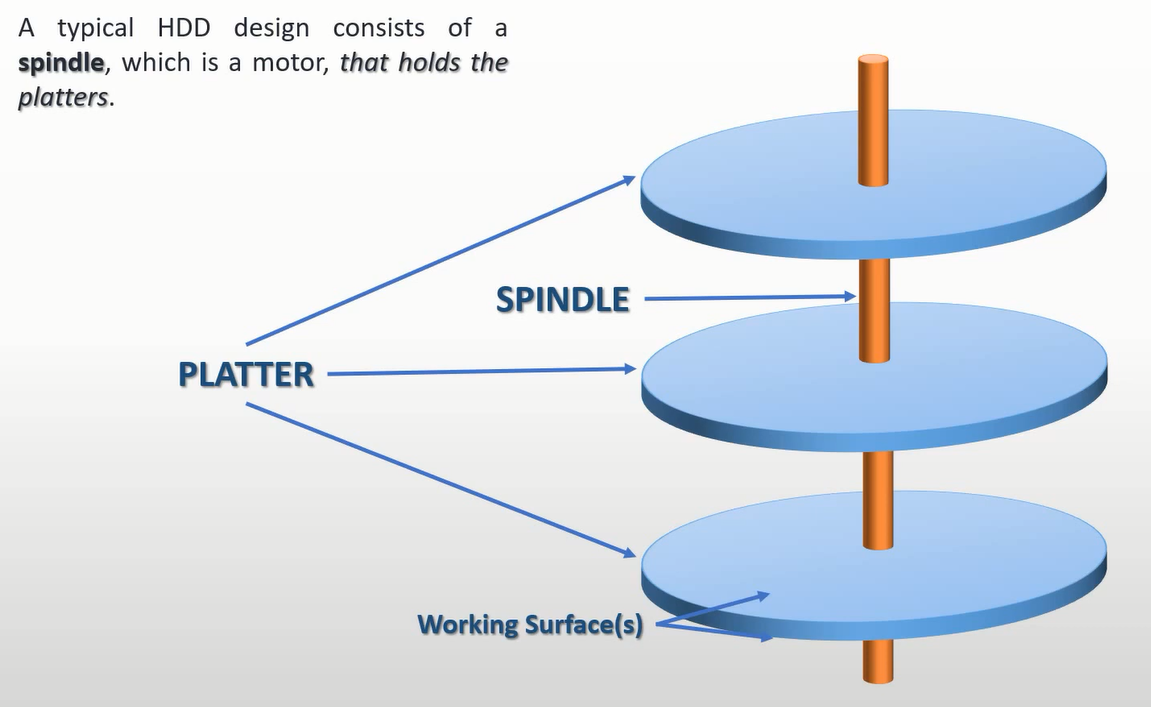 A typical HDD design consists of a
spindle, which is a motor, that holds the
platters.
SPINDLE
PLATTER
Working Surface(s)